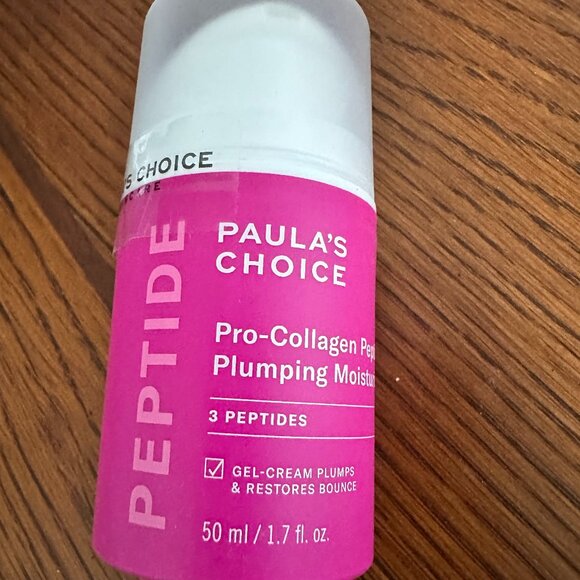 S CHOICE
PEPTIDE
PAULA'S
CHOICE
Pro-Collagen
Plumping
3 PEPTIDES
GEL-CREAM PLUMPS
& RESTORES BOUNCE
50 ml / 1.7 fl. oz.